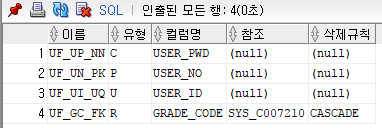 SQL | 인출된 모든 행: 4(0초)
이름 유형 컬럼명 참조 삭제규칙
1 UF_UP_NN C USER_PWD (null) (null)
2 UF_UN_PK P USER_NO (null) (null)
3 UF_UI_UQ U USER_ID (null) (null)
4 UF_GC_FK R GRADE_CODE SYS_C007210 CASCADE